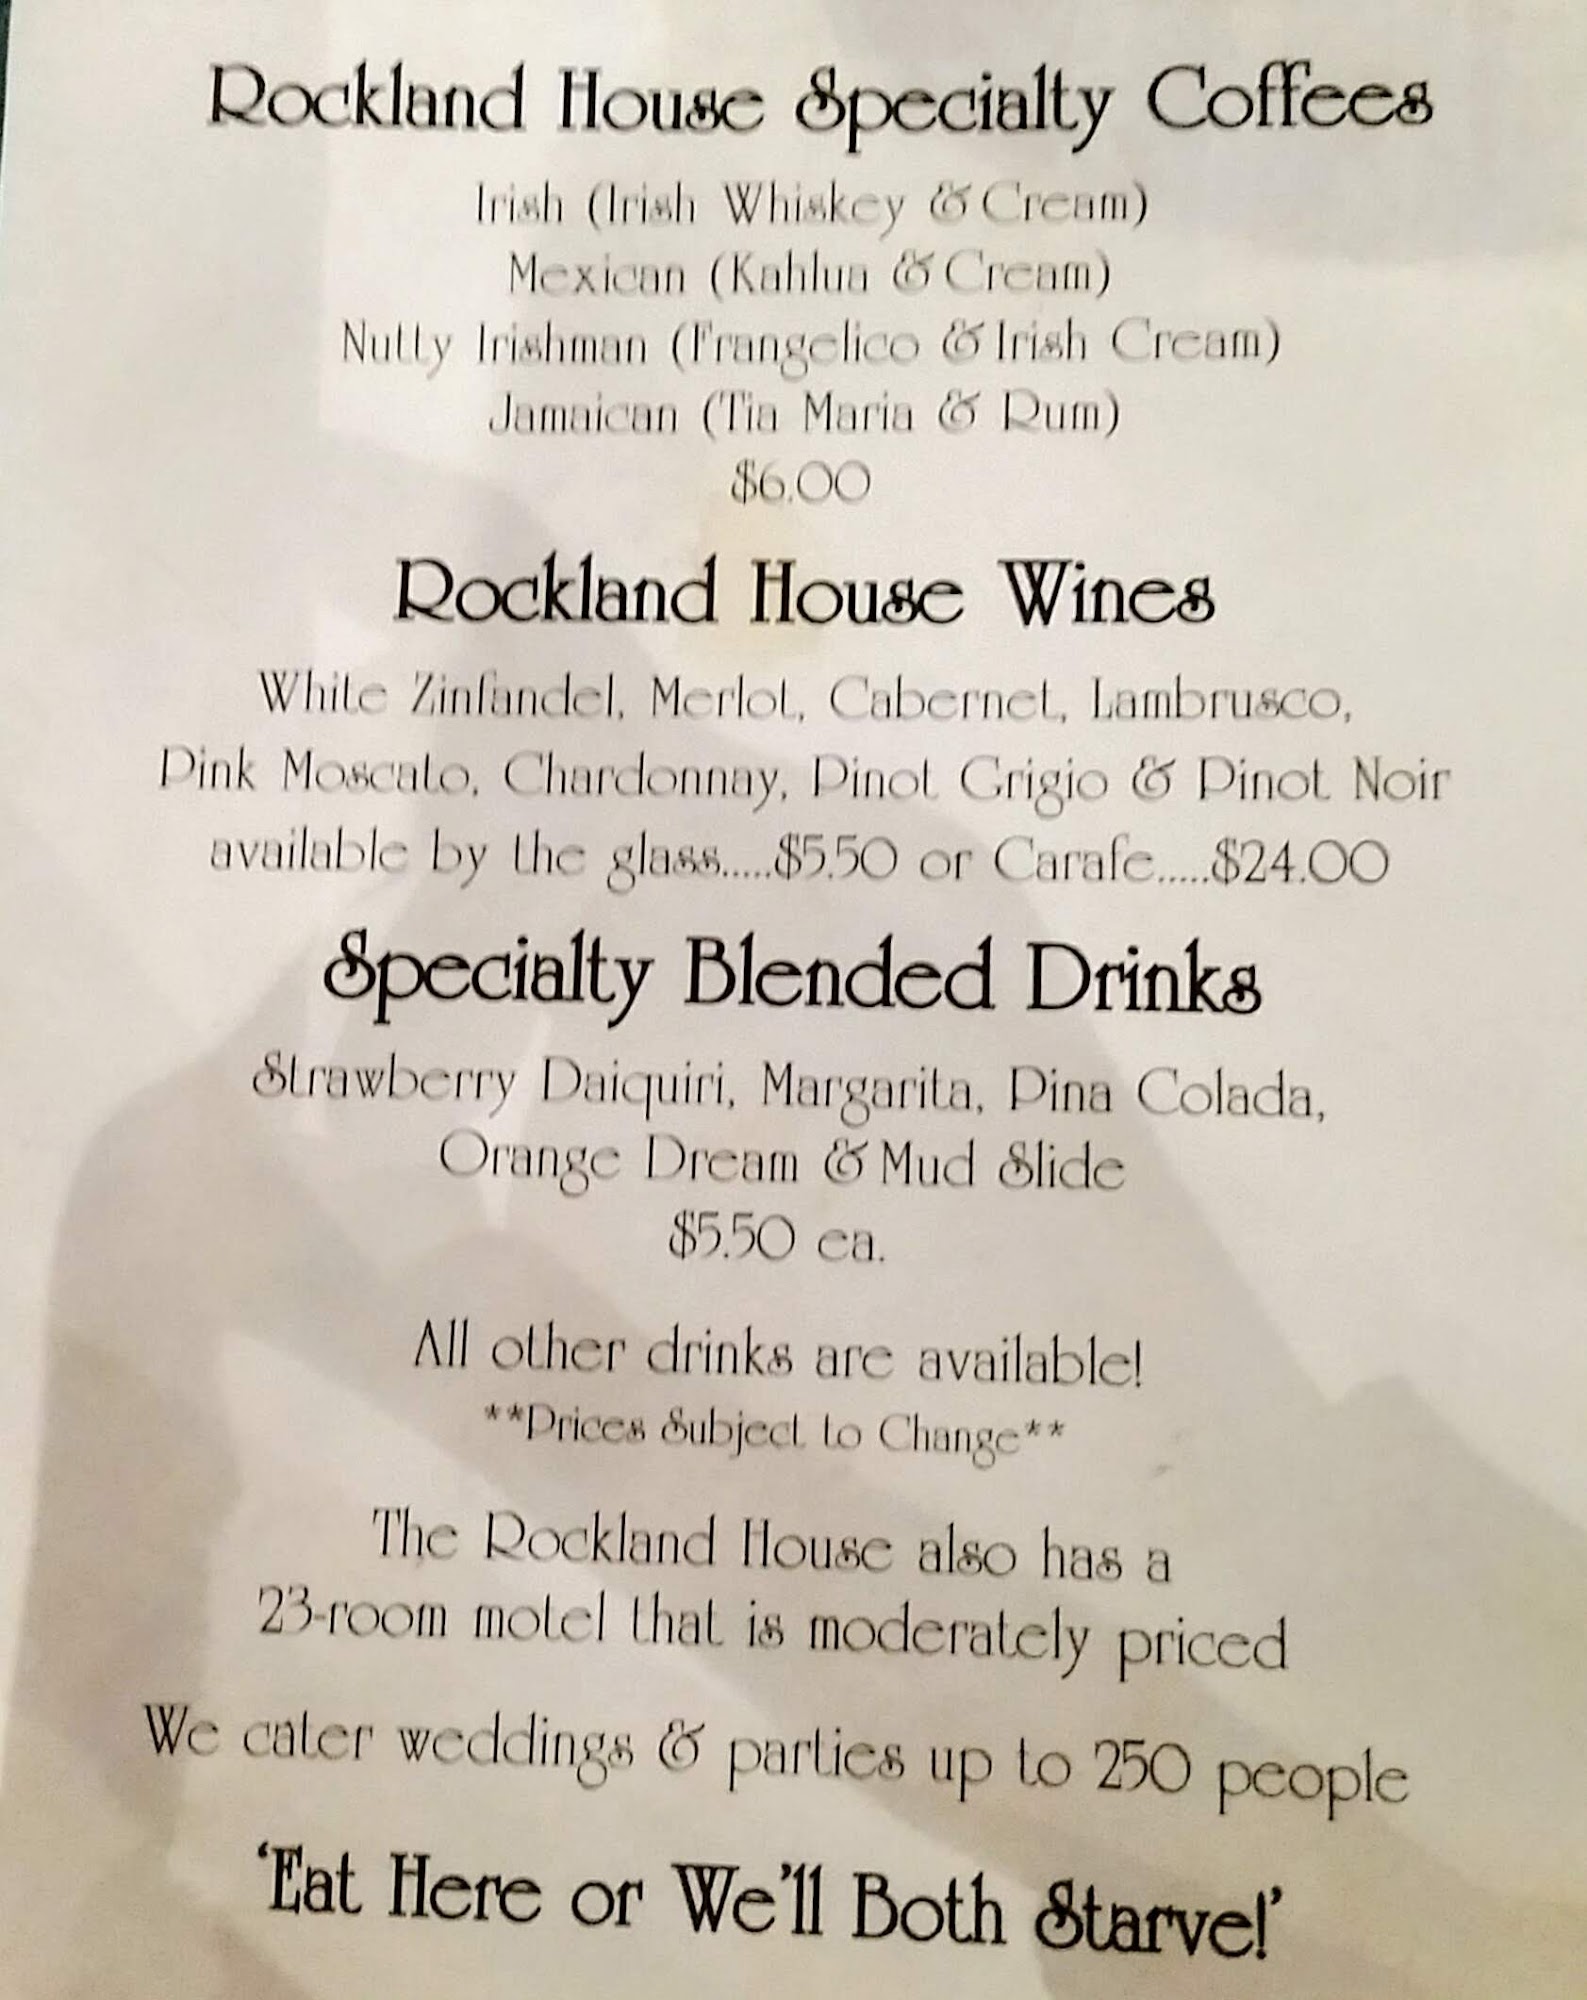 Rockland House Specialty Coffees
Irish (Irish Whiskey & Cream)
Mexican (Kahlua & Cream)
Nutty Irishman (Frangelico & Irish Cream)
Jamaican (Tia Maria & Rum)
$6.00
Rockland House Wines
White Zinfandel, Merlot, Cabernet, Lambrusco,
Pink Moscato, Chardonnay, Pinot Grigio & Pinot Noir
available by the glass.....$5.50 or Carafe.....$24.00
Specialty Blended Drinks
Strawberry Daiquiri, Margarita, Pina Colada,
Orange Dream & Mud Slide
$5.50 ea.
All other drinks are available!
**Prices Subject to Change**
The Rockland House also has a
23-room motel that is moderately priced
We cater weddings & parties up to 250 people
'Eat Here or We'll Both Starve!'